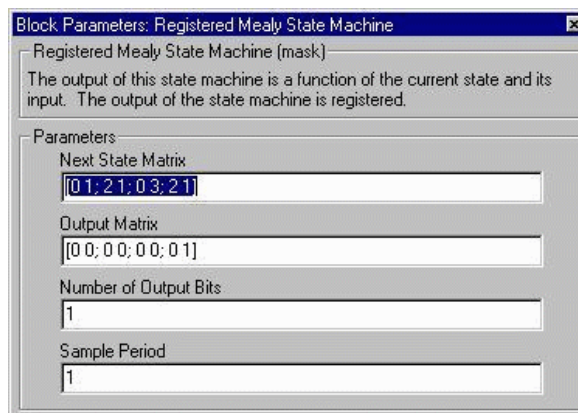 Block Parameters: Registered Mealy State Machine
Registered Mealy State Machine (mask)
The output of this state machine is a function of the current state and its
input. The output of the state machine is registered.
Parameters
Next State Matrix
[0 1; 2 1; 0 3; 2 1]
Output Matrix
[0 0; 0 0; 0 0; 0 1]
Number of Output Bits
1
Sample Period
1